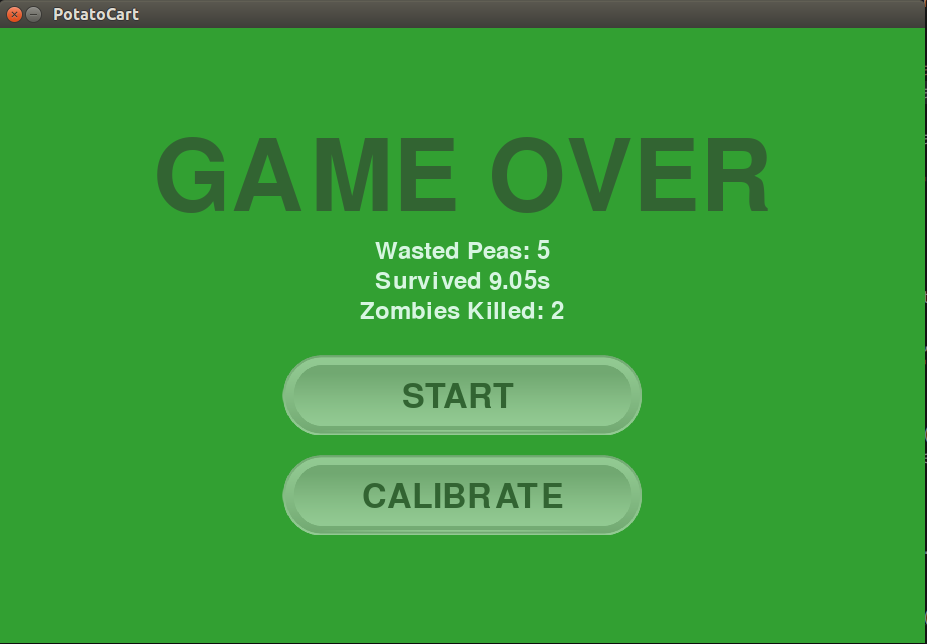 PotatoCart
GAME OVER
Wasted Peas: 5
Survived 9.05s
Zombies Killed: 2
START
CALIBRATE